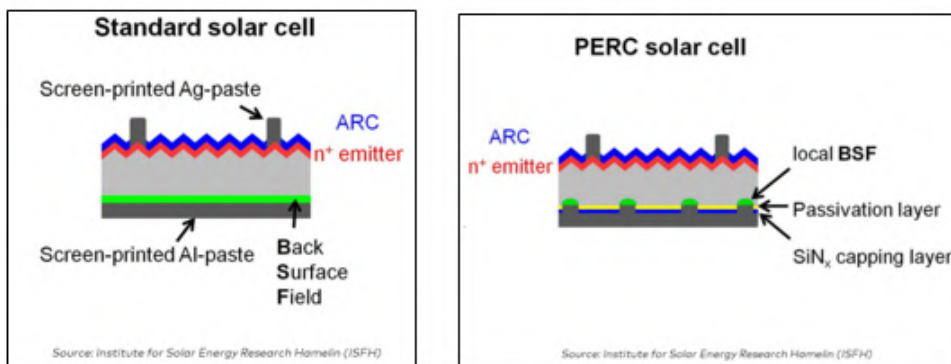 Standard solar cell
Screen-printed Ag-paste
ARC
n+ emitter
Screen-printed Al-paste
Back
Surface
Field
Source: Institute for Solar Energy Research Hamelin (ISFH)
PERC solar cell
ARC
n+ emitter
local BSF
Passivation layer
SiNx capping layer
Source: Institute for Solar Energy Research Hamelin (ISFH)